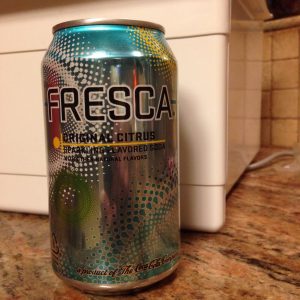 FRESCA
ORIGINAL CITRUS
SPARKLING FLAVORED SODA
NATURAL FLAVORS
a product of The Coca-Cola Company